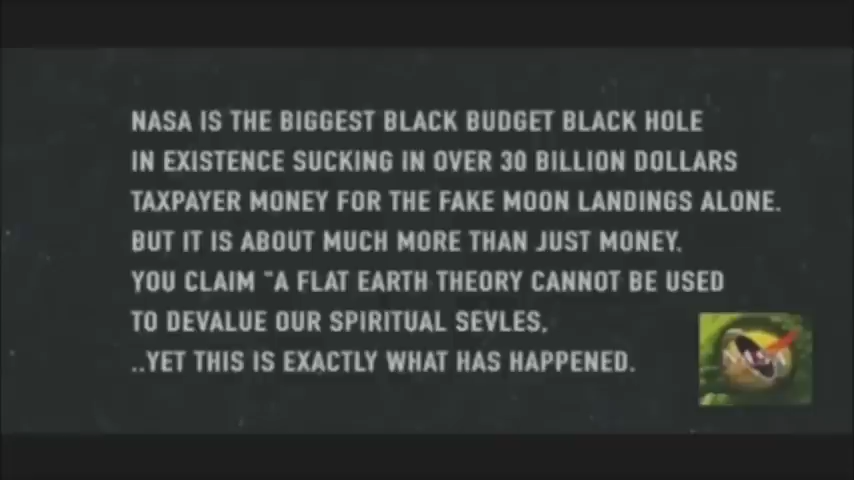 NASA IS THE BIGGEST BLACK BUDGET BLACK HOLE
IN EXISTENCE SUCKING IN OVER 30 BILLION DOLLARS
TAXPAYER MONEY FOR THE FAKE MOON LANDINGS ALONE.
BUT IT IS ABOUT MUCH MORE THAN JUST MONEY.
YOU CLAIM "A FLAT EARTH THEORY CANNOT BE USED
TO DEVALUE OUR SPIRITUAL SEVLES,
..YET THIS IS EXACTLY WHAT HAS HAPPENED.
NASA